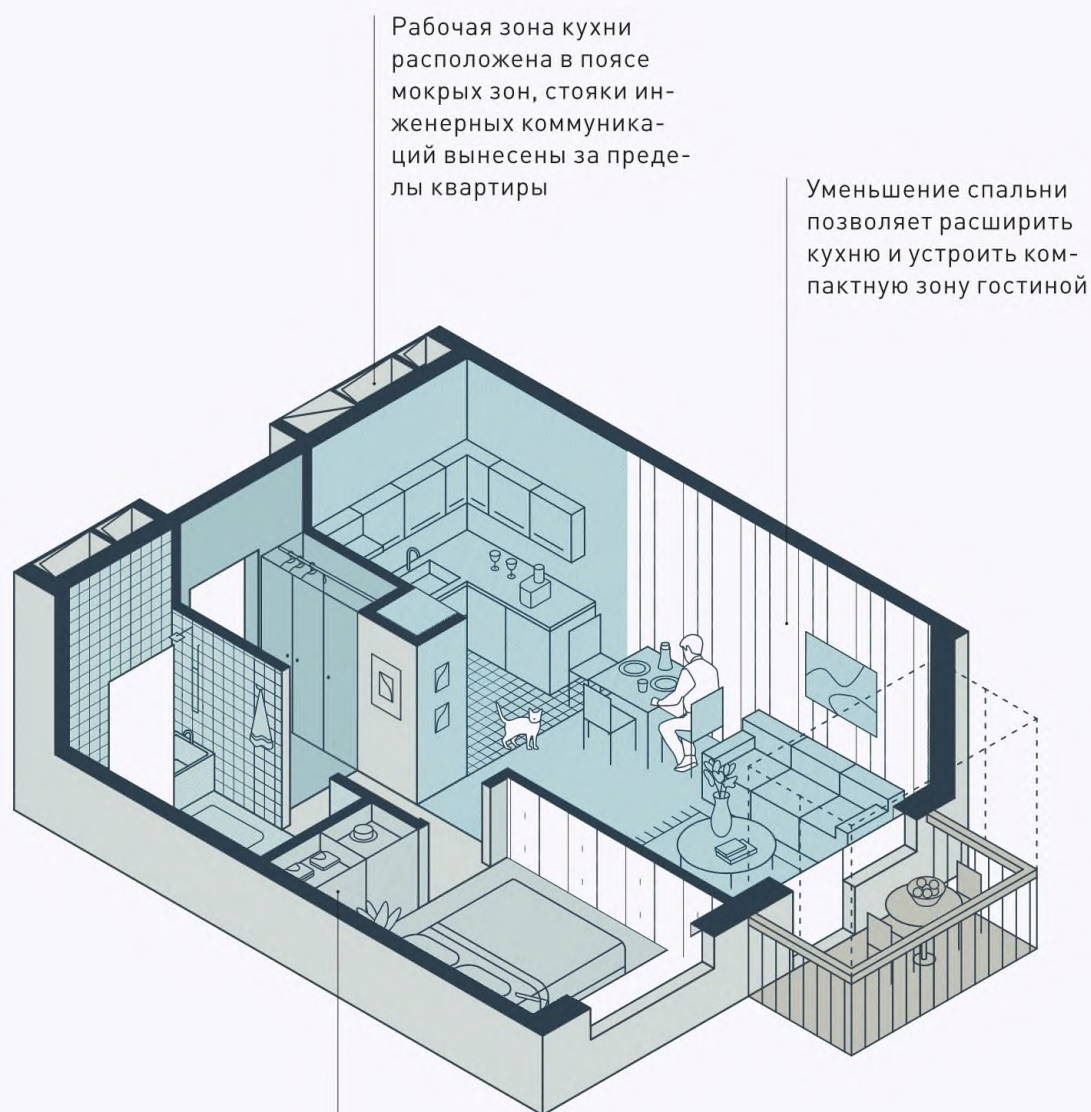 Рабочая зона кухни
расположена в поясе
мокрых зон, стояки ин-
женерных коммуника-
ций вынесены за преде-
лы квартиры
Уменьшение спальни
позволяет расширить
кухню и устроить ком-
пактную зону гостиной